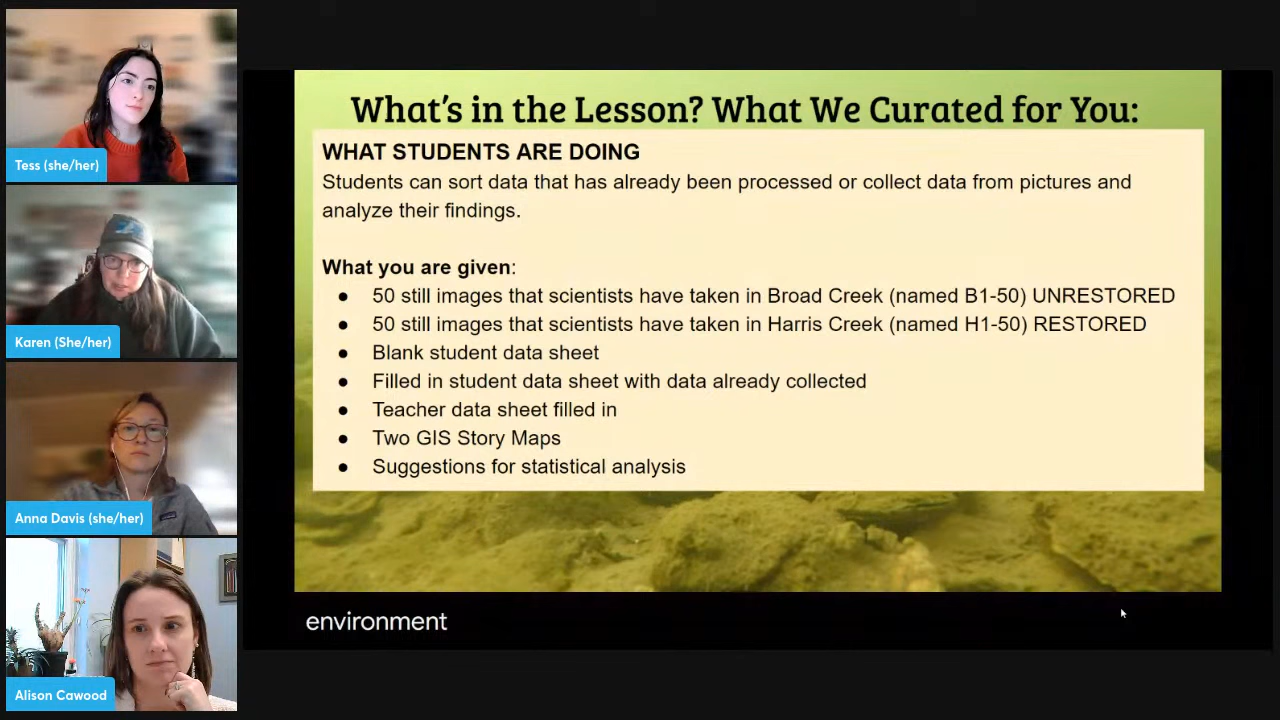 Tess (she/her)
Karen (She/her)
Anna Davis (she/her)
Alison Cawood
What's in the Lesson? What We Curated for You:
WHAT STUDENTS ARE DOING
Students can sort data that has already been processed or collect data from pictures and
analyze their findings.
What you are given:
● 50 still images that scientists have taken in Broad Creek (named B1-50) UNRESTORED
● 50 still images that scientists have taken in Harris Creek (named H1-50) RESTORED
● Blank student data sheet
● Filled in student data sheet with data already collected
● Teacher data sheet filled in
● Two GIS Story Maps
● Suggestions for statistical analysis
environment